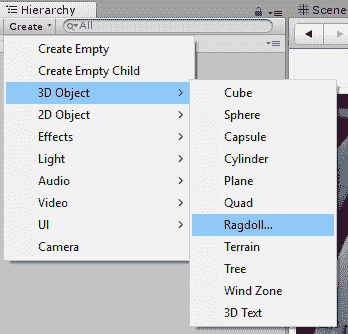 Hierarchy
Scene
Create
All
Create Empty
Create Empty Child
3D Object
2D Object
Effects
Light
Audio
Video
UI
Camera
Cube
Sphere
Capsule
Cylinder
Plane
Quad
Ragdoll...
Terrain
Tree
Wind Zone
3D Text